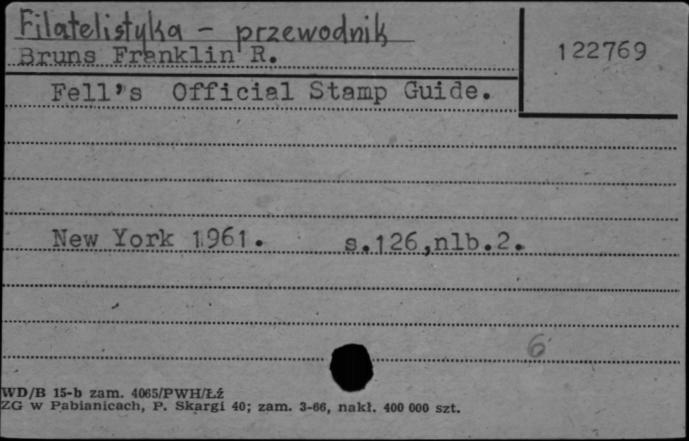 Filatelistyka – przewodnik
Bruns Franklin R.
122769
Fell's Official Stamp Guide.
New York 1961. s.126,nlb.2.
6
WD/B 15-b zam. 4065/PWH/Łż
ZG w Pabianicach, P. Skargi 40; zam. 3-66, nakł. 400 000 szt.